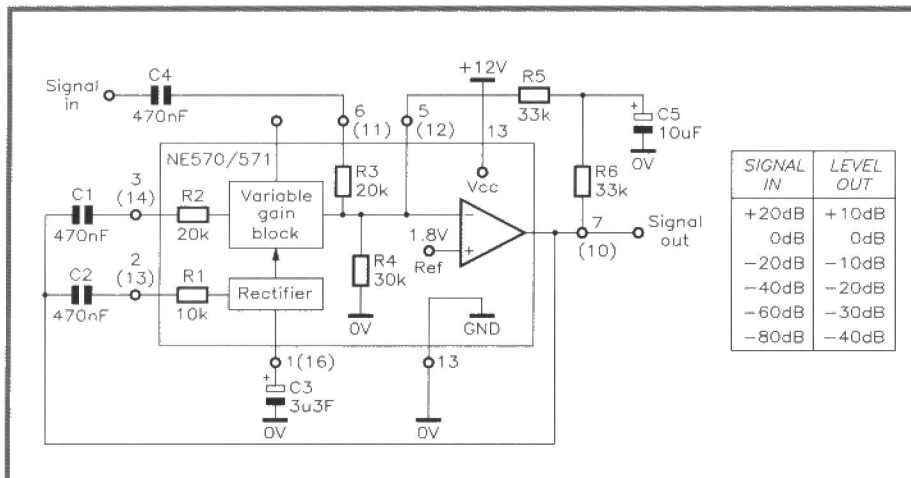 Signal
in
C4
470nF
6
(11)
5
(12)
+12V
13
Vcc
R5
33k
C5
10uF
0V
NE570/571
C1
470nF
3
(14)
R2
20k
Variable
gain
block
R3
20k
R4
30k
0V
1.8V
Ref
−
+
R6
33k
7
(10)
Signal
out
C2
470nF
2
(13)
R1
10k
Rectifier
GND
1(16)
+
C3
3u3F
0V
13
0V
SIGNAL IN LEVEL OUT
+20dB +10dB
0dB 0dB
−20dB −10dB
−40dB −20dB
−60dB −30dB
−80dB −40dB